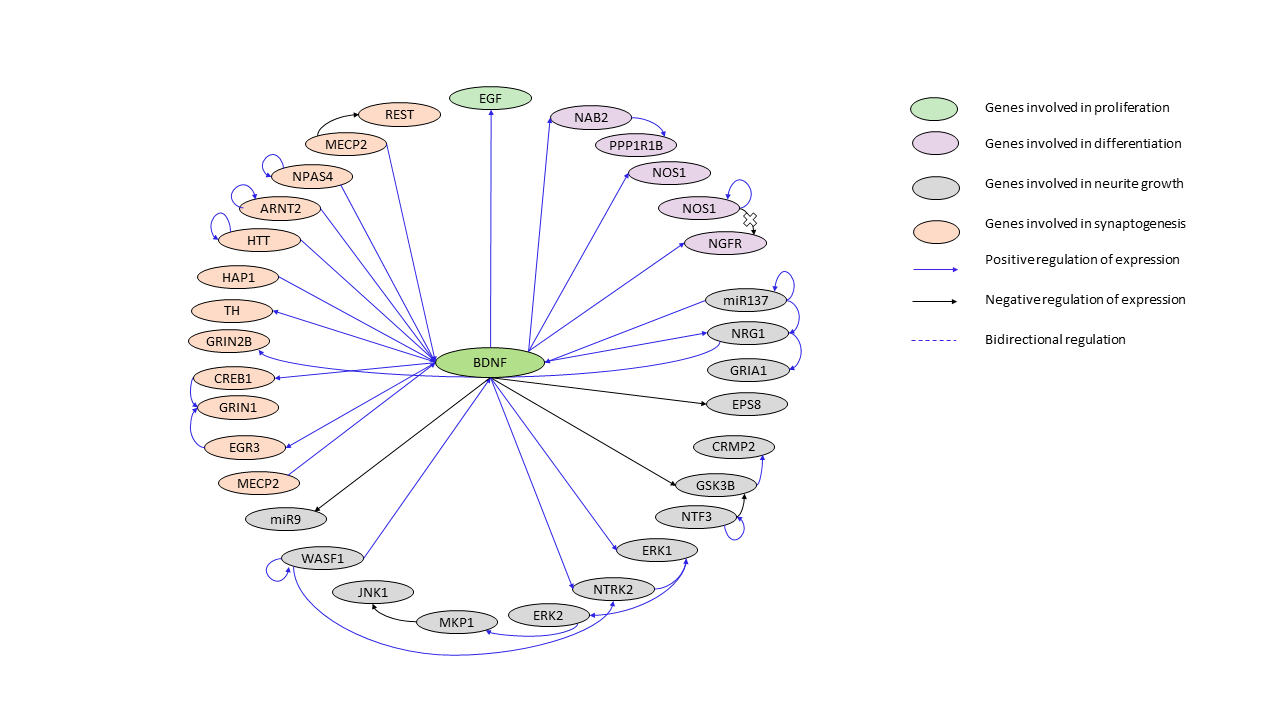 EGF
REST
NAB2
MECP2
PPP1R1B
NPAS4
NOS1
ARNT2
NOS1
HTT
NGFR
HAP1
miR137
TH
NRG1
GRIN2B
BDNF
GRIA1
CREB1
GRIN1
EPS8
EGR3
CRMP2
MECP2
GSK3B
miR9
NTF3
WASF1
ERK1
JNK1
NTRK2
MKP1
ERK2
Genes involved in proliferation
Genes involved in differentiation
Genes involved in neurite growth
Genes involved in synaptogenesis
Positive regulation of expression
Negative regulation of expression
Bidirectional regulation